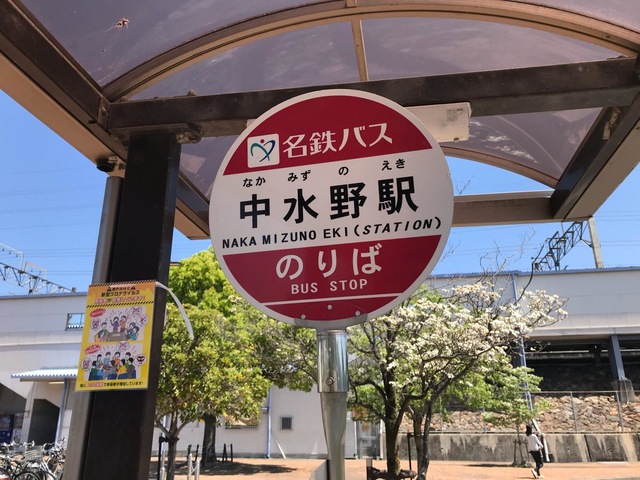 名鉄バス
なか みず の えき
中水野駅
NAKA MIZUNO EKI (STATION)
のりば
BUS STOP